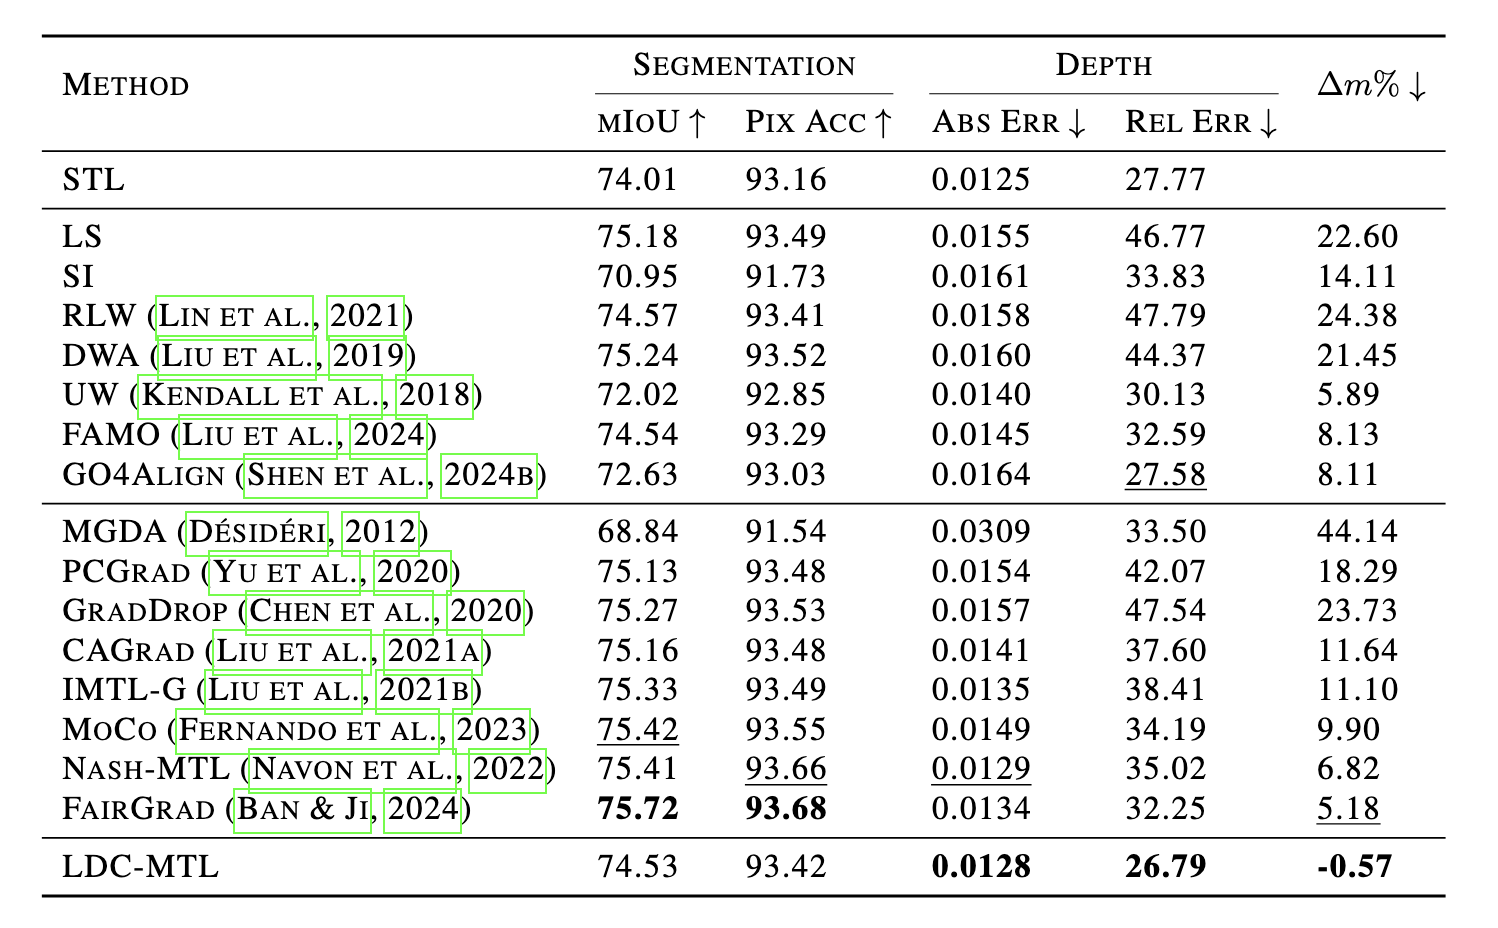 METHOD SEGMENTATION DEPTH Δm% ↓
MIOU ↑ PIX ACC ↑ ABS ERR ↓ REL ERR ↓
STL 74.01 93.16 0.0125 27.77
LS 75.18 93.49 0.0155 46.77 22.60
SI 70.95 91.73 0.0161 33.83 14.11
RLW (LIN ET AL., 2021) 74.57 93.41 0.0158 47.79 24.38
DWA (LIU ET AL., 2019) 75.24 93.52 0.0160 44.37 21.45
UW (KENDALL ET AL., 2018) 72.02 92.85 0.0140 30.13 5.89
FAMO (LIU ET AL., 2024) 74.54 93.29 0.0145 32.59 8.13
GO4ALIGN (SHEN ET AL., 2024B) 72.63 93.03 0.0164 27.58 8.11
MGDA (DÉSIDÉRI, 2012) 68.84 91.54 0.0309 33.50 44.14
PCGRAD (YU ET AL., 2020) 75.13 93.48 0.0154 42.07 18.29
GRADDROP (CHEN ET AL., 2020) 75.27 93.53 0.0157 47.54 23.73
CAGRAD (LIU ET AL., 2021A) 75.16 93.48 0.0141 37.60 11.64
IMTL-G (LIU ET AL., 2021B) 75.33 93.49 0.0135 38.41 11.10
MOCO (FERNANDO ET AL., 2023) 75.42 93.55 0.0149 34.19 9.90
NASH-MTL (NAVON ET AL., 2022) 75.41 93.66 0.0129 35.02 6.82
FAIRGRAD (BAN & JI, 2024) 75.72 93.68 0.0134 32.25 5.18
LDC-MTL 74.53 93.42 0.0128 26.79 -0.57